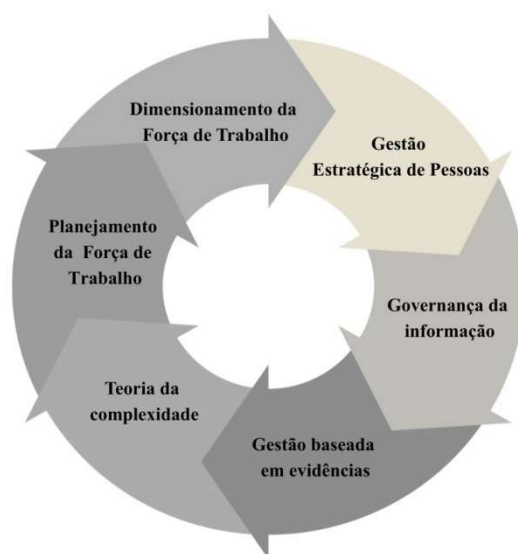 Dimensionamento da
Força de Trabalho
Gestão
Estratégica de Pessoas
Governança da
informação
Gestão baseada
em evidências
Teoria da
complexidade
Planejamento
da Força de
Trabalho